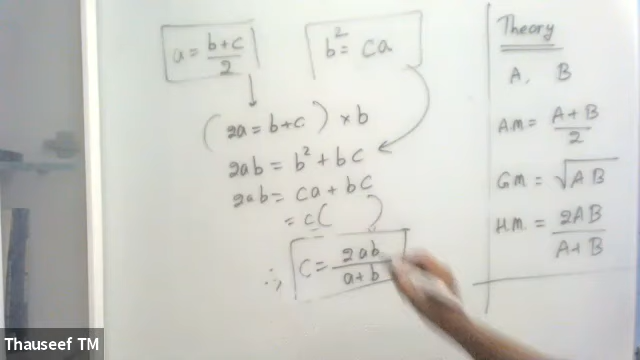 a = b+c/2
b² = ca
(2a = b+c) × b
2ab = b² + bc
2ab = ca + bc
= c( )
∴, c = 2ab/a+b
Theory
A, B
AM = A+B/2
GM = √AB
HM = 2AB/A+B
Thauseef TM